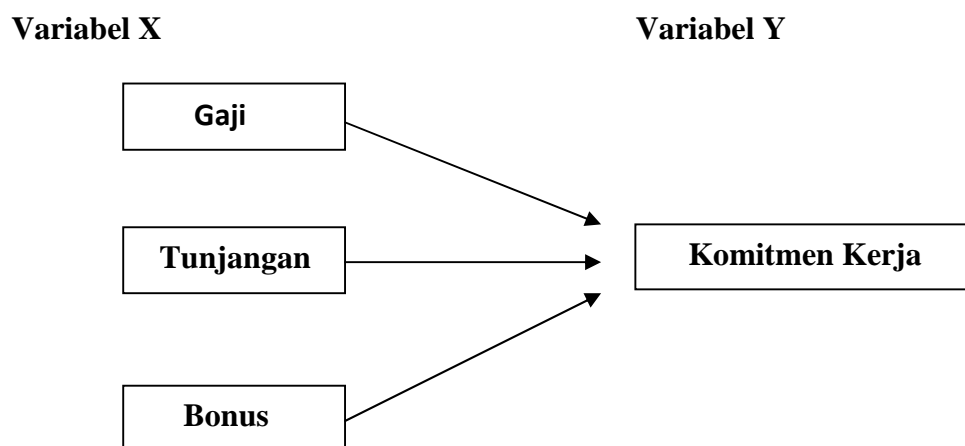 Variabel X
Variabel Y
Gaji
Tunjangan
Komitmen Kerja
Bonus